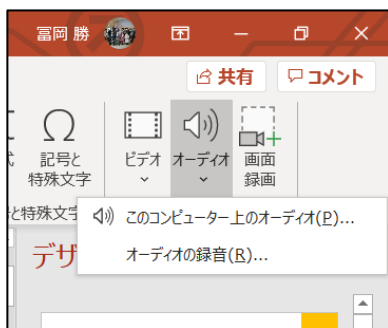 冨岡 勝
共有
コメント
記号と
特殊文字
ビデオ
オーディオ
画面
録画
と特殊文字
このコンピューター上のオーディオ(P)...
オーディオの録音(R)...
デザ